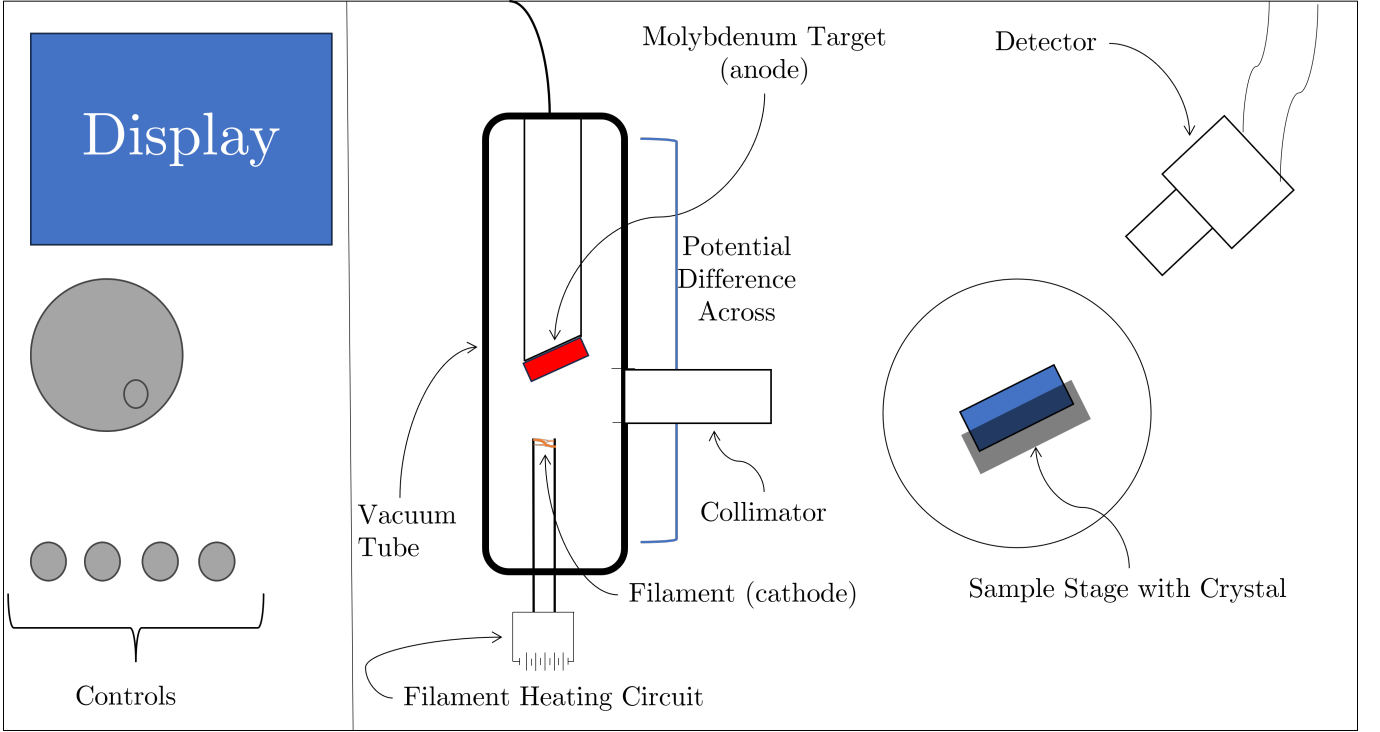 Display
Controls
Molybdenum Target
(anode)
Detector
Potential
Difference
Across
Vacuum
Tube
Collimator
Filament (cathode)
Sample Stage with Crystal
Filament Heating Circuit